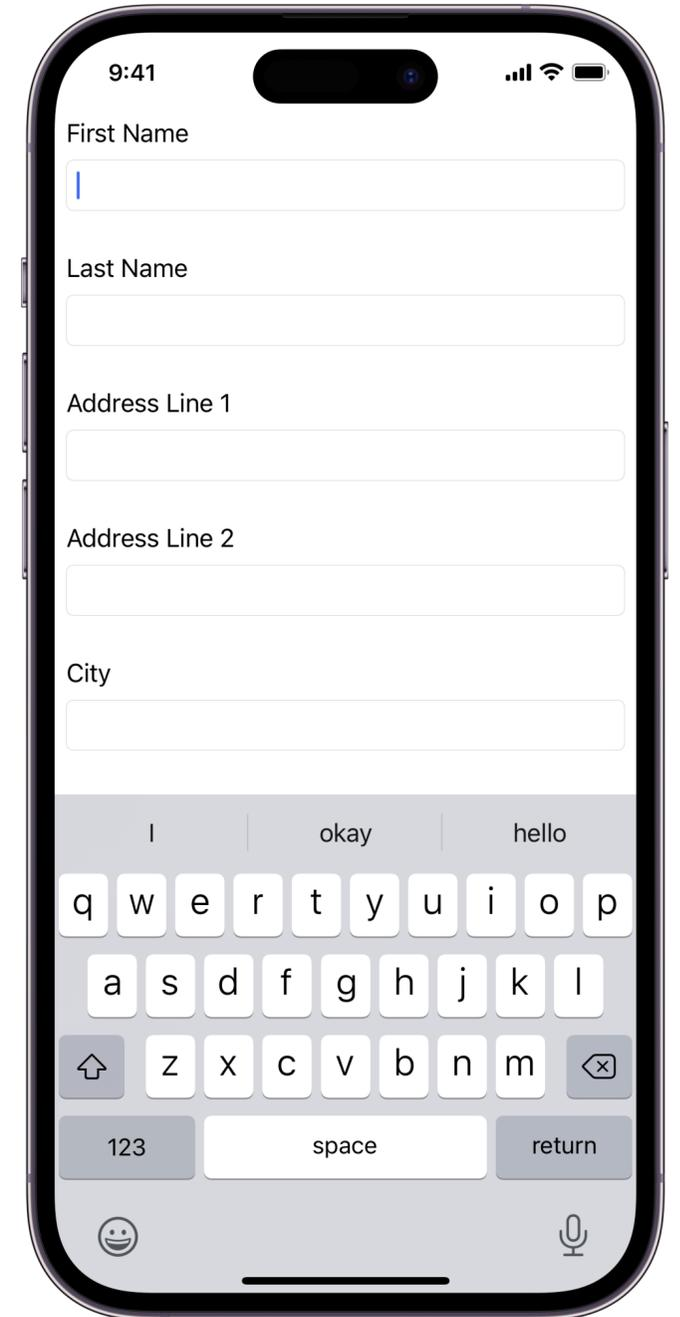 9:41
First Name
Last Name
Address Line 1
Address Line 2
City
I okay hello
q w e r t y u i o p
a s d f g h j k l
z x c v b n m
123 space return